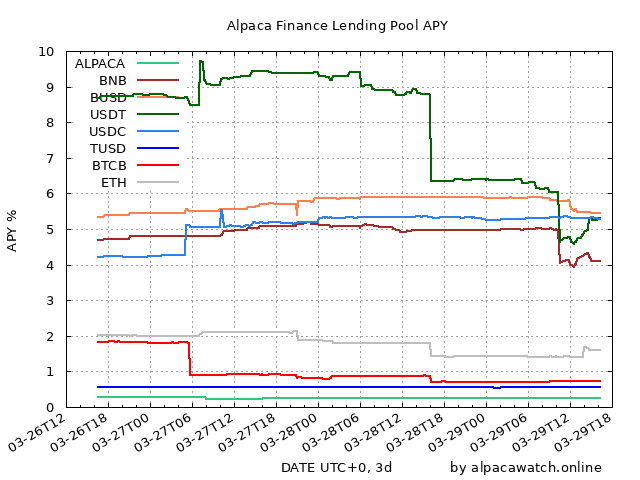 Alpaca Finance Lending Pool APY
10
9
8
7
6
5
4
3
2
1
0
APY %
ALPACA
BNB
BUSD
USDT
USDC
TUSD
BTCB
ETH
03-26T12
03-26T18
03-27T00
03-27T06
03-27T12
03-27T18
03-28T00
03-28T06
03-28T12
03-28T18
03-29T00
03-29T06
03-29T12
03-29T18
DATE UTC+0, 3d
by alpacawatch.online